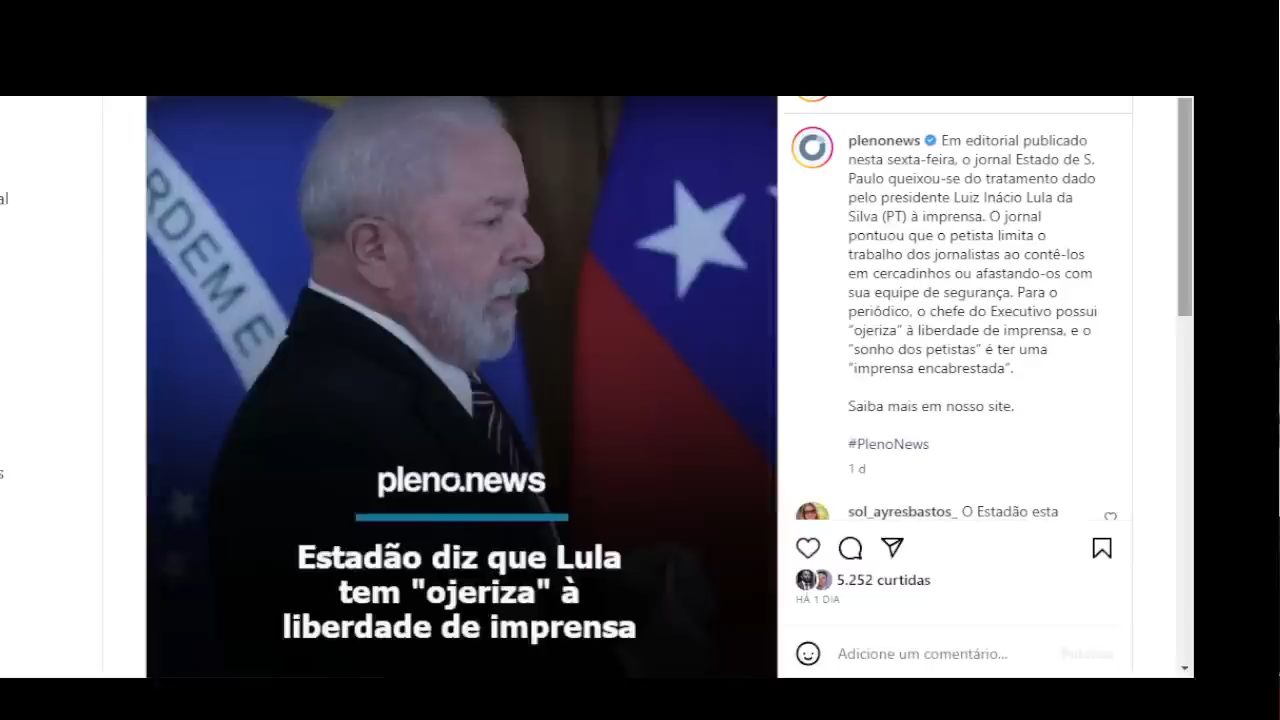 al
s
RDEM E
pleno.news
Estadão diz que Lula
tem "ojeriza" à
liberdade de imprensa
plenonews Em editorial publicado
nesta sexta-feira, o jornal Estado de S.
Paulo queixou-se do tratamento dado
pelo presidente Luiz Inácio Lula da
Silva (PT) à imprensa. O jornal
pontuou que o petista limita o
trabalho dos jornalistas ao contê-los
em cercadinhos ou afastando-os com
sua equipe de segurança. Para o
periódico, o chefe do Executivo possui
"ojeriza" à liberdade de imprensa, e o
"sonho dos petistas" é ter uma
"imprensa encabrestada".
Saiba mais em nosso site.
#PlenoNews
1 d
sol_ayresbastos_ O Estadão esta
5.252 curtidas
HÁ 1 DIA
Adicione um comentário...
Publicar